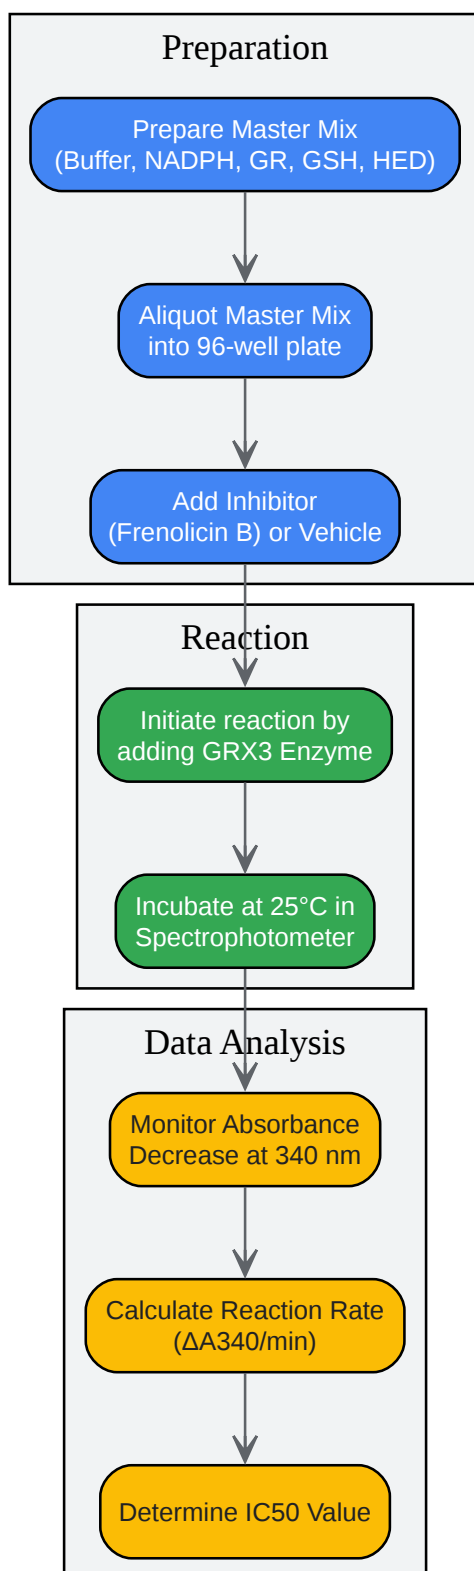 Preparation
Prepare Master Mix
(Buffer, NADPH, GR, GSH, HED)
Aliquot Master Mix
into 96-well plate
Add Inhibitor
(Frenolicin B) or Vehicle
Reaction
Initiate reaction by
adding GRX3 Enzyme
Incubate at 25°C in
Spectrophotometer
Data Analysis
Monitor Absorbance
Decrease at 340 nm
Calculate Reaction Rate
(ΔA340/min)
Determine IC50 Value